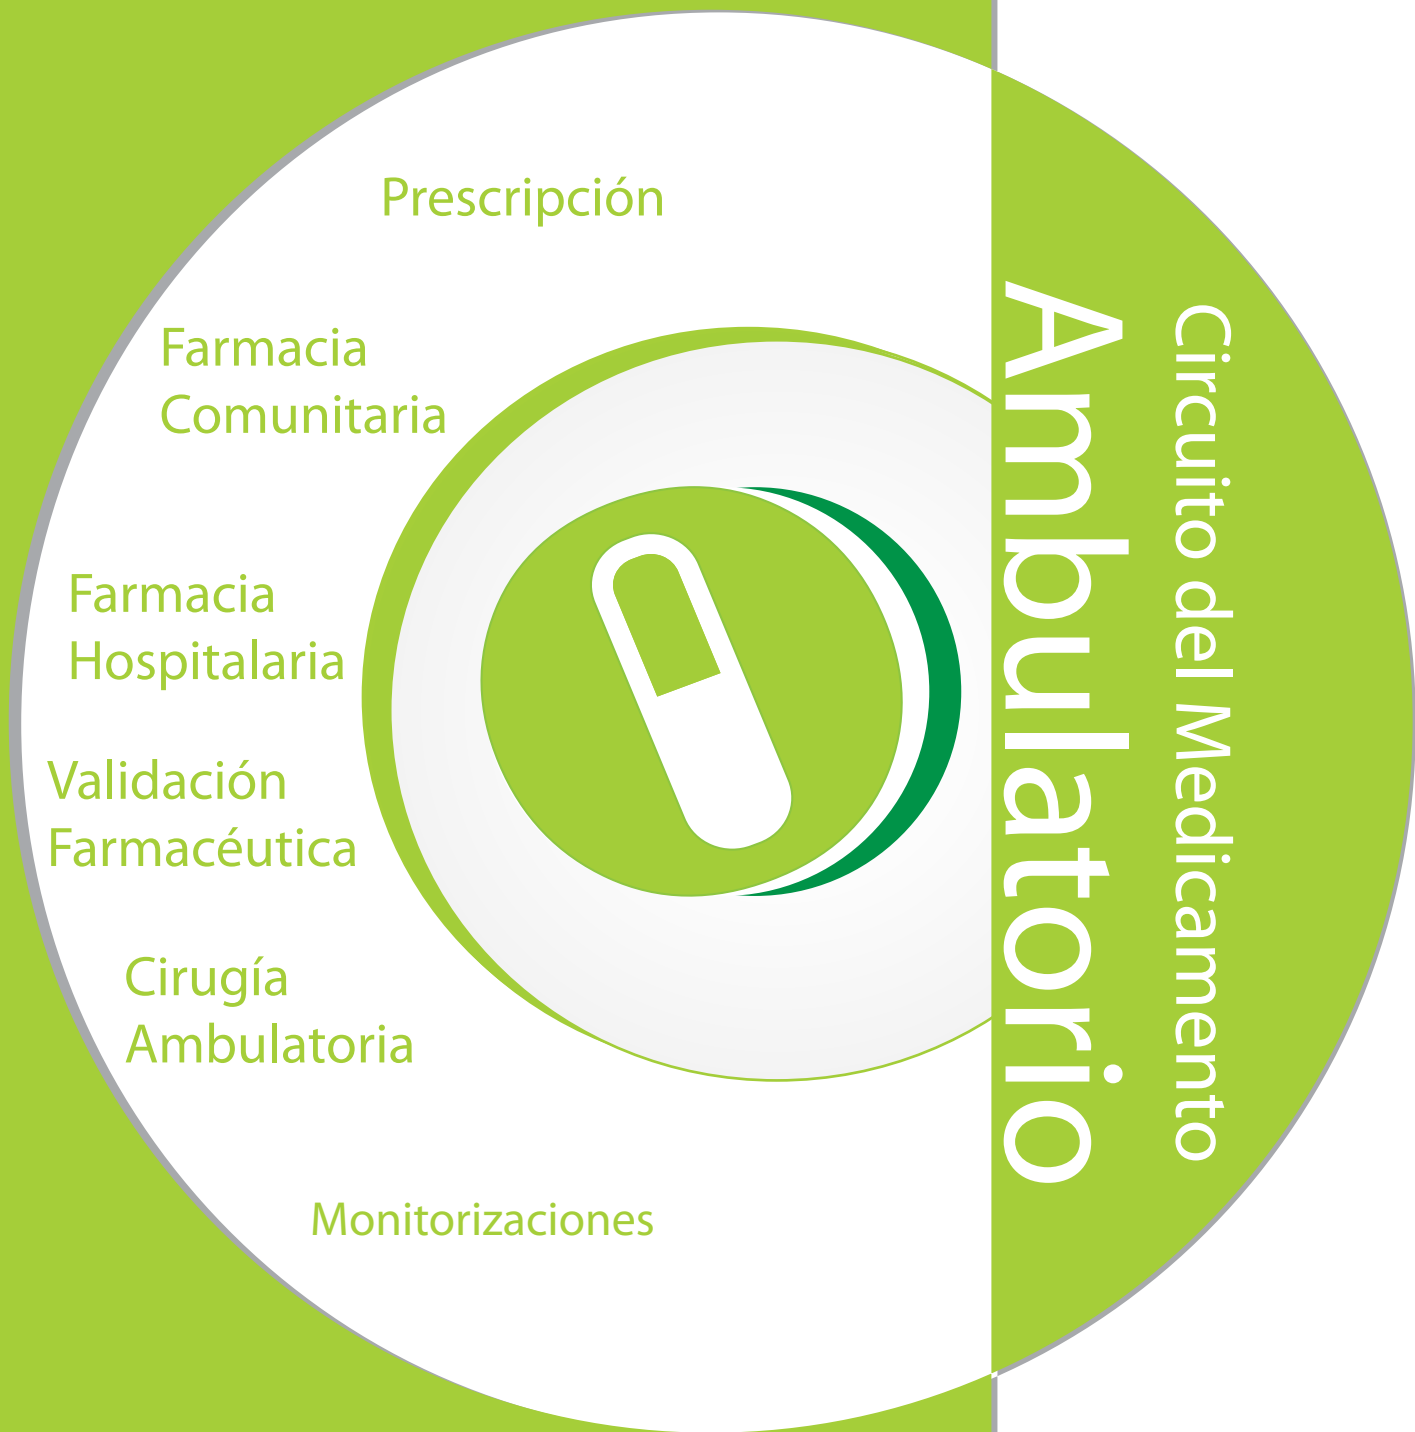 Prescripción
Farmacia
Comunitaria
Farmacia
Hospitalaria
Validación
Farmacéutica
Cirugía
Ambulatoria
Monitorizaciones
Circuito del Medicamento
Ambulatorio